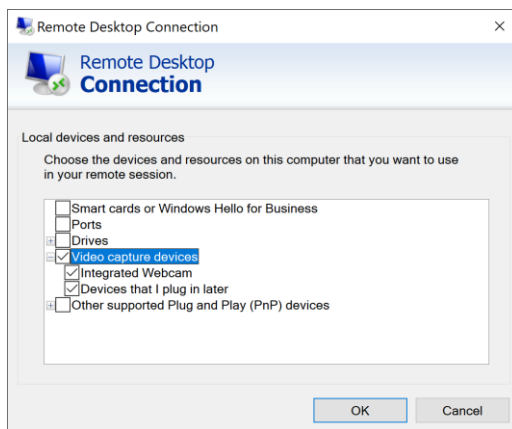 Remote Desktop Connection
Remote Desktop
Connection
Local devices and resources
Choose the devices and resources on this computer that you want to use
in your remote session.
Smart cards or Windows Hello for Business
Ports
Drives
Video capture devices
Integrated Webcam
Devices that I plug in later
Other supported Plug and Play (PnP) devices
OK Cancel